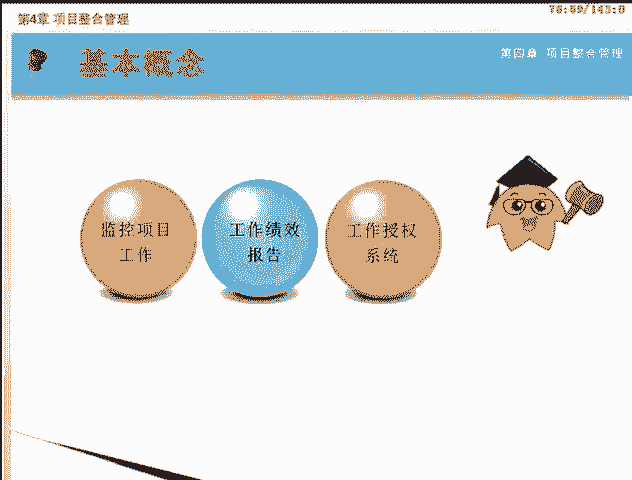 第4章 项目整合管理
76:59/143:0
基本概念
第四章 项目整合管理
监控项目
工作
工作绩效
报告
工作授权
系统